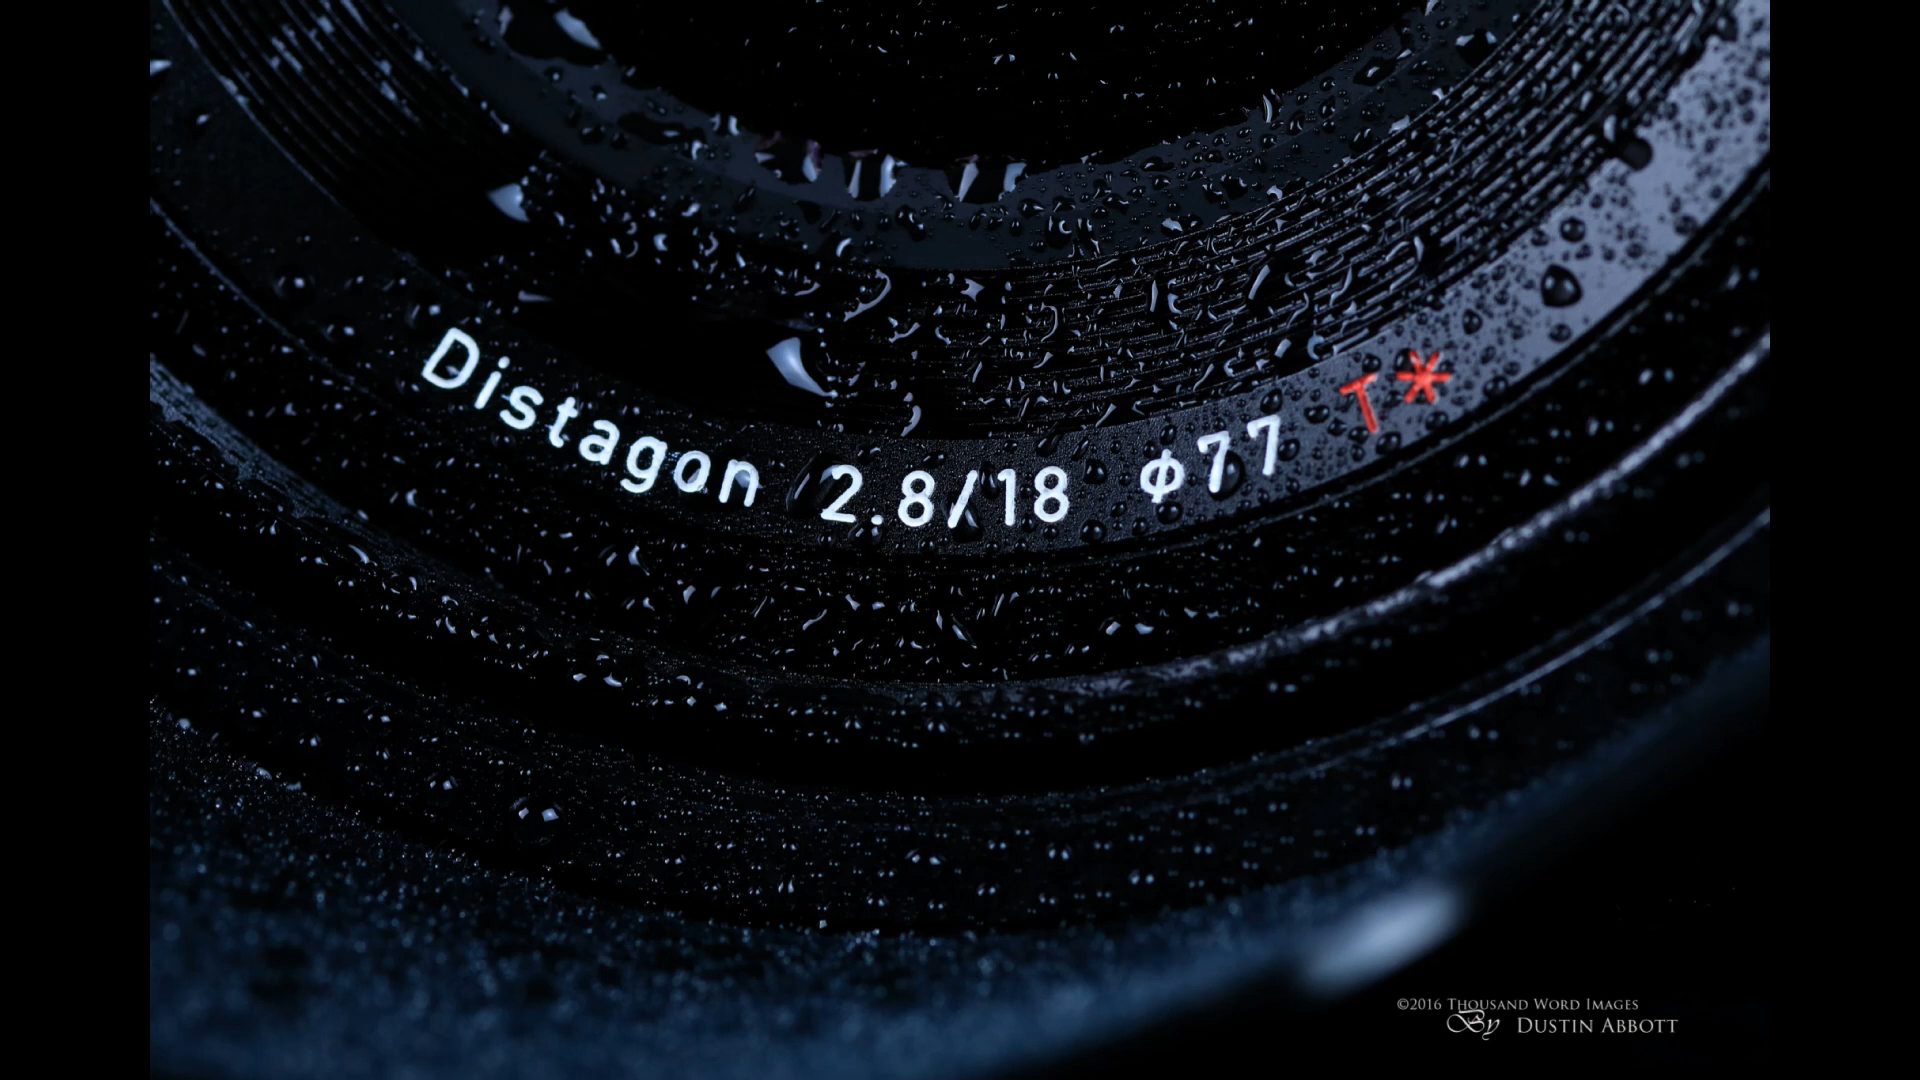 Distagon 2.8/18 φ77 T*
©2016 THOUSAND WORD IMAGES
By DUSTIN ABBOTT